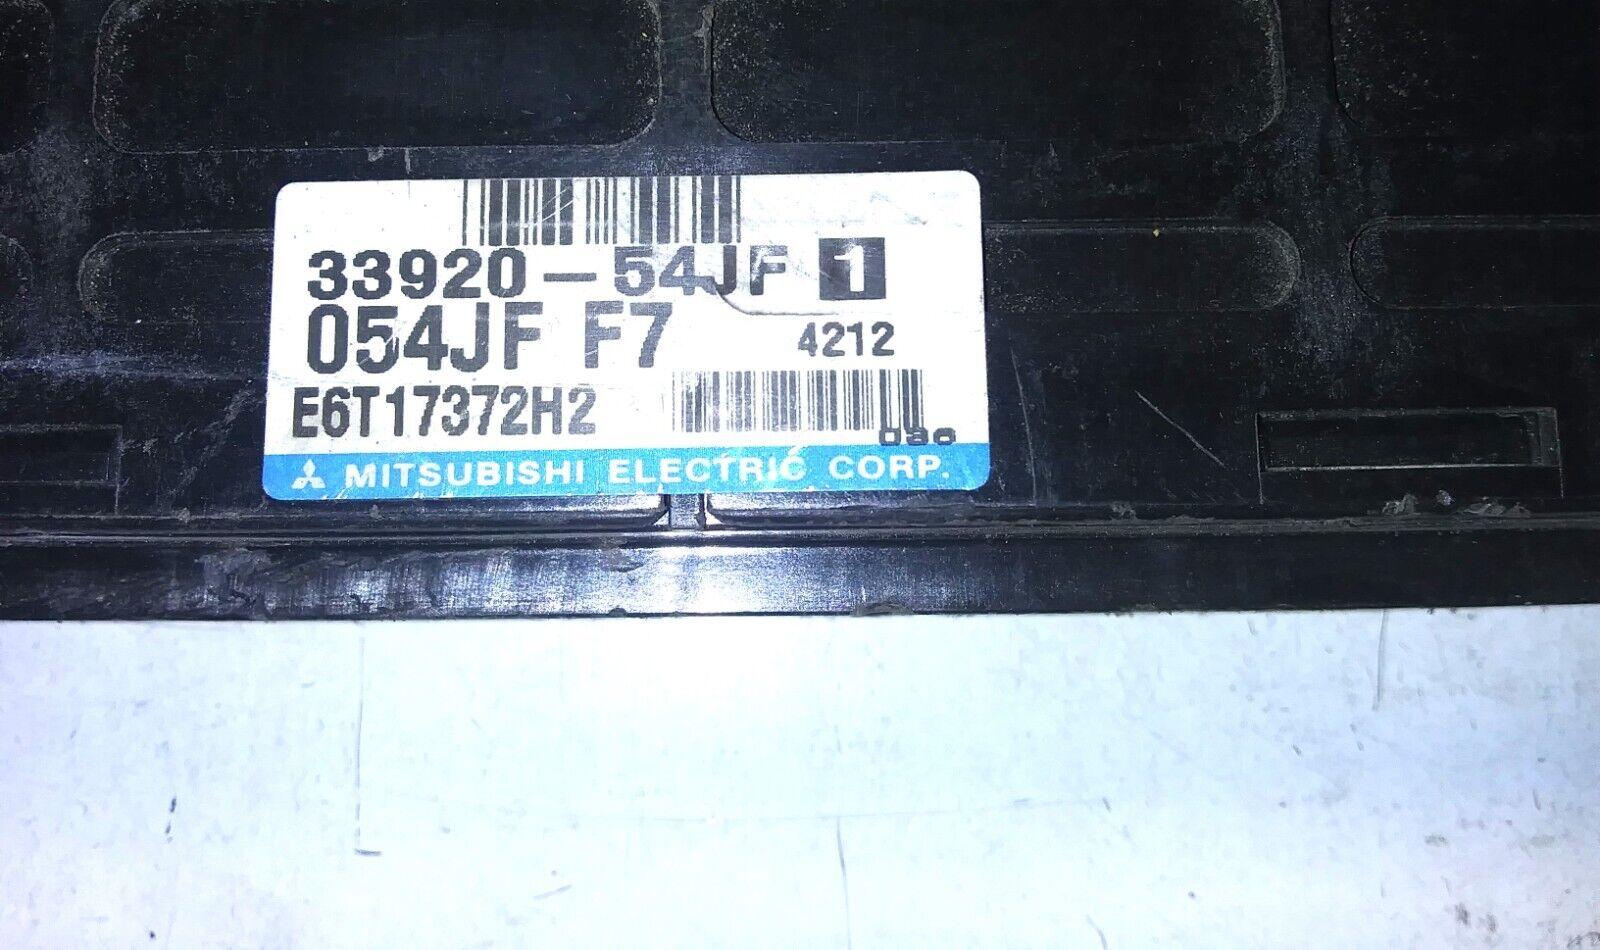 33920-54JF 1
054JF F7 4212
E6T17372H2
MITSUBISHI ELECTRIC CORP.